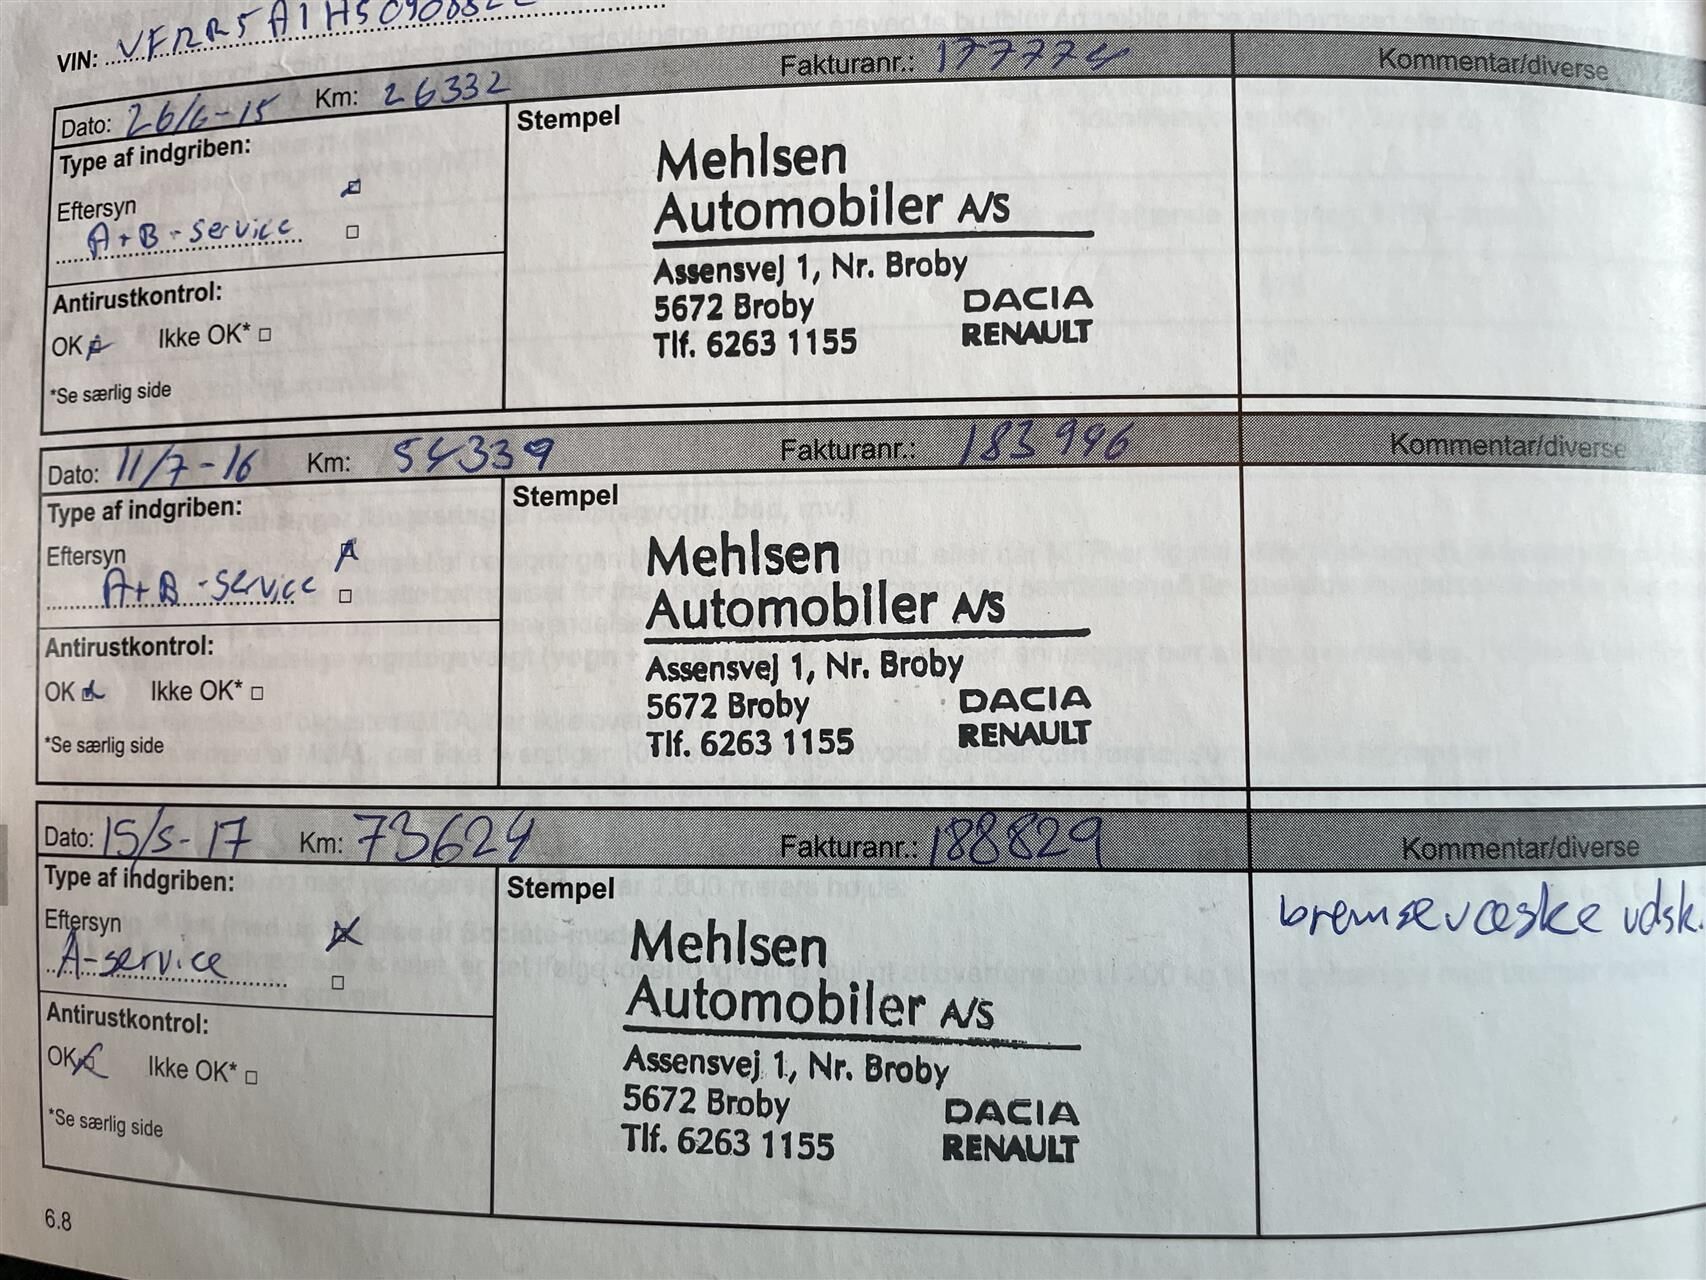 VIN:
Dato: 26/6-15 Km: 26332 Fakturanr.: 177774 Kommentar/diverse
Type af indgriben:
Eftersyn
A+B-service
Antirustkontrol:
OK Ikke OK*
*Se særlig side
Stempel
Mehlsen
Automobiler A/S
Assensvej 1, Nr. Broby
5672 Broby
Tlf. 6263 1155
DACIA
RENAULT
Dato: 11/7-16 Km: 54339 Fakturanr.: 183996 Kommentar/diverse
Type af indgriben:
Eftersyn
A+B-service
Antirustkontrol:
OK Ikke OK*
*Se særlig side
Stempel
Mehlsen
Automobiler A/S
Assensvej 1, Nr. Broby
5672 Broby
Tlf. 6263 1155
DACIA
RENAULT
Dato: 15/5-17 Km: 73624 Fakturanr.: 188829 Kommentar/diverse
Type af indgriben:
Eftersyn
A-service
Antirustkontrol:
OK Ikke OK*
*Se særlig side
Stempel
Mehlsen
Automobiler A/S
Assensvej 1, Nr. Broby
5672 Broby
Tlf. 6263 1155
DACIA
RENAULT
bremsevæske udsk.
6.8